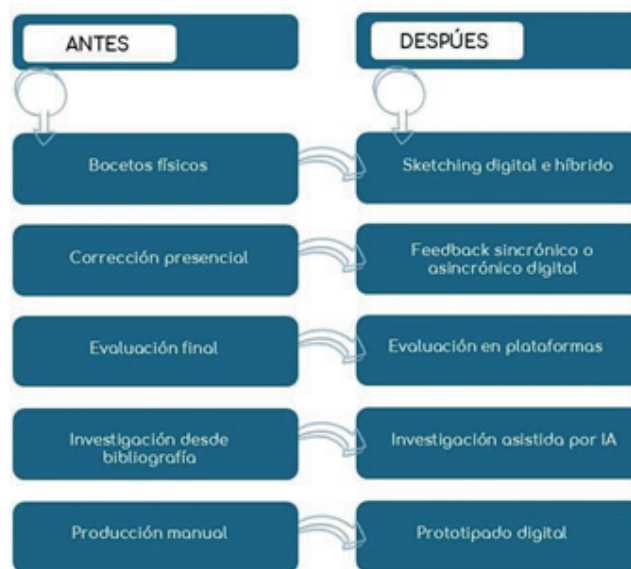 ANTES
DESPÚES
Bocetos físicos
Sketching digital e híbrido
Corrección presencial
Feedback sincrónico o
asincrónico digital
Evaluación final
Evaluación en plataformas
Investigación desde
bibliografía
Investigación asistida por IA
Producción manual
Prototipado digital